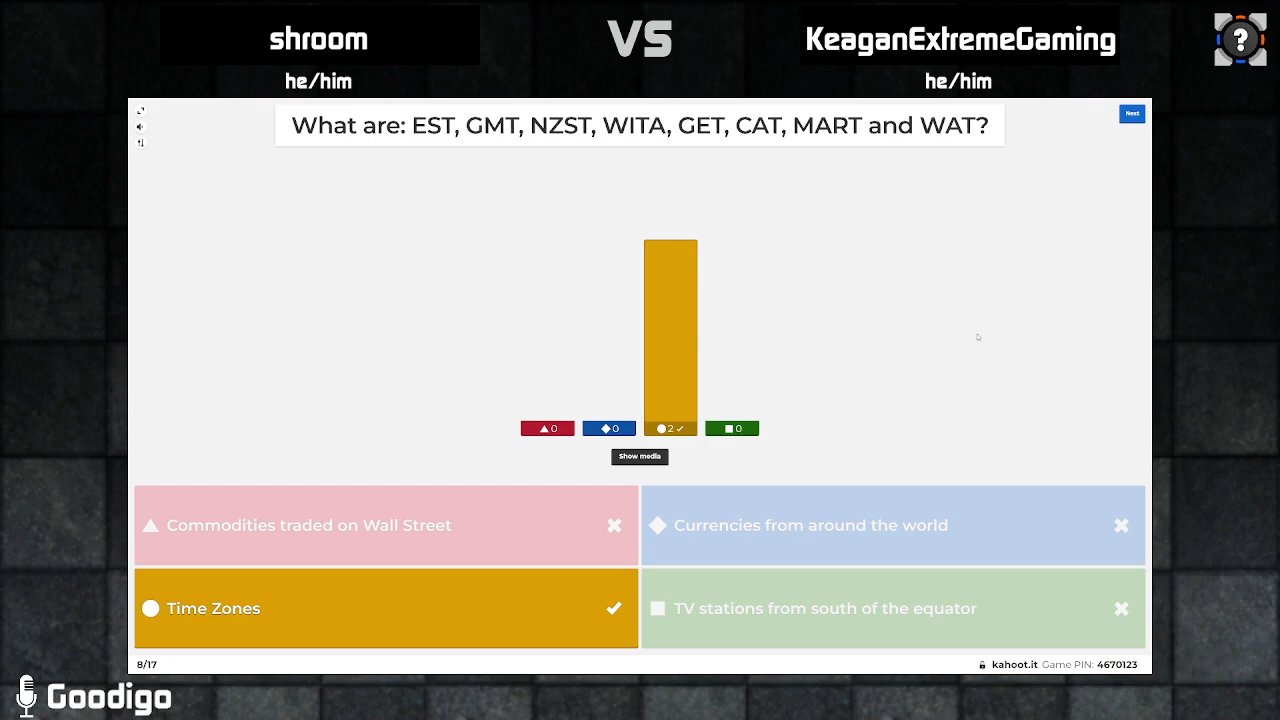 shroom
VS
KeaganExtremeGaming
?
he/him
he/him
What are: EST, GMT, NZST, WITA, GET, CAT, MART and WAT?
Next
0
0
2
0
Show media
Commodities traded on Wall Street
Currencies from around the world
Time Zones
TV stations from south of the equator
8/17
kahoot.it Game PIN: 4670123
Goodigo